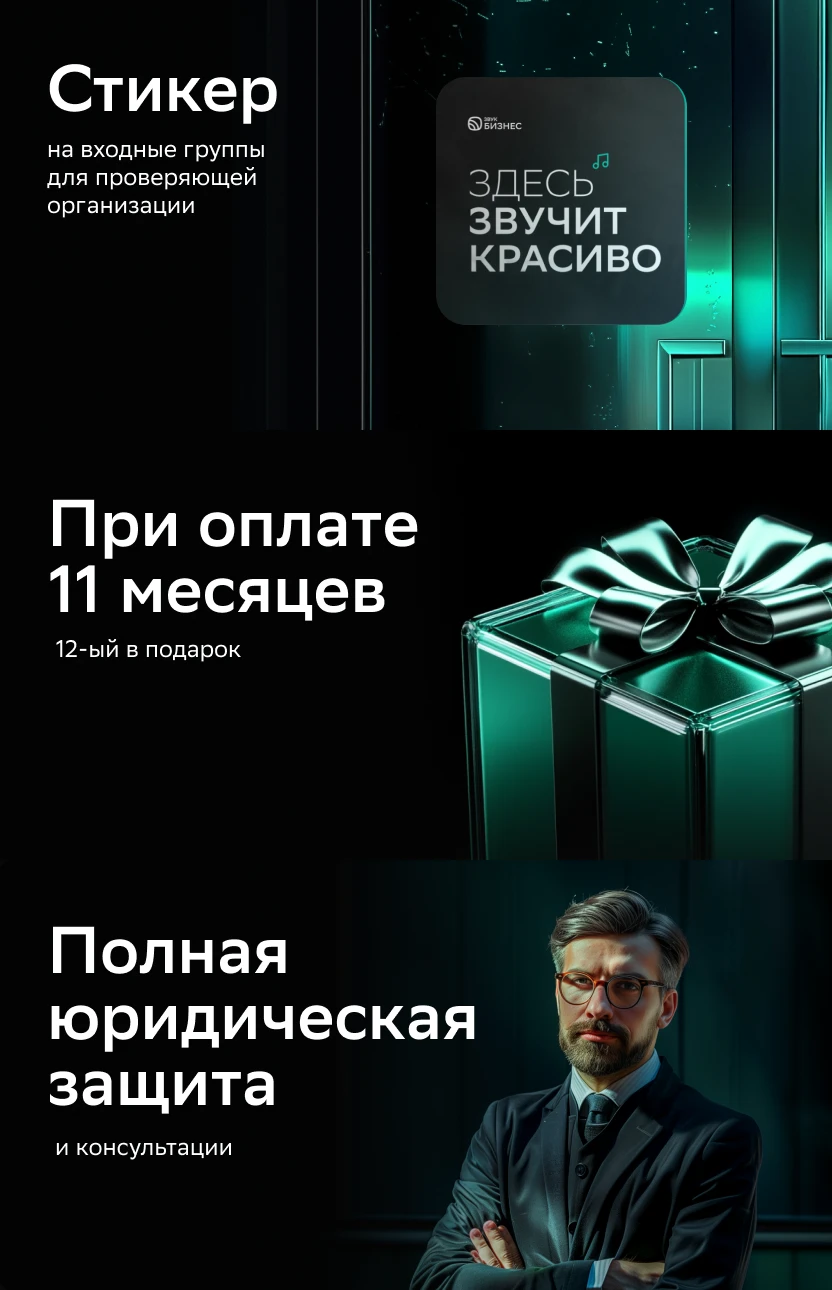 Стикер
на входные группы
для проверяющей
организации
ЗВУК
БИЗНЕС
ЗДЕСЬ
ЗВУЧИТ
КРАСИВО
При оплате
11 месяцев
12-ый в подарок
Полная
юридическая
защита
и консультации